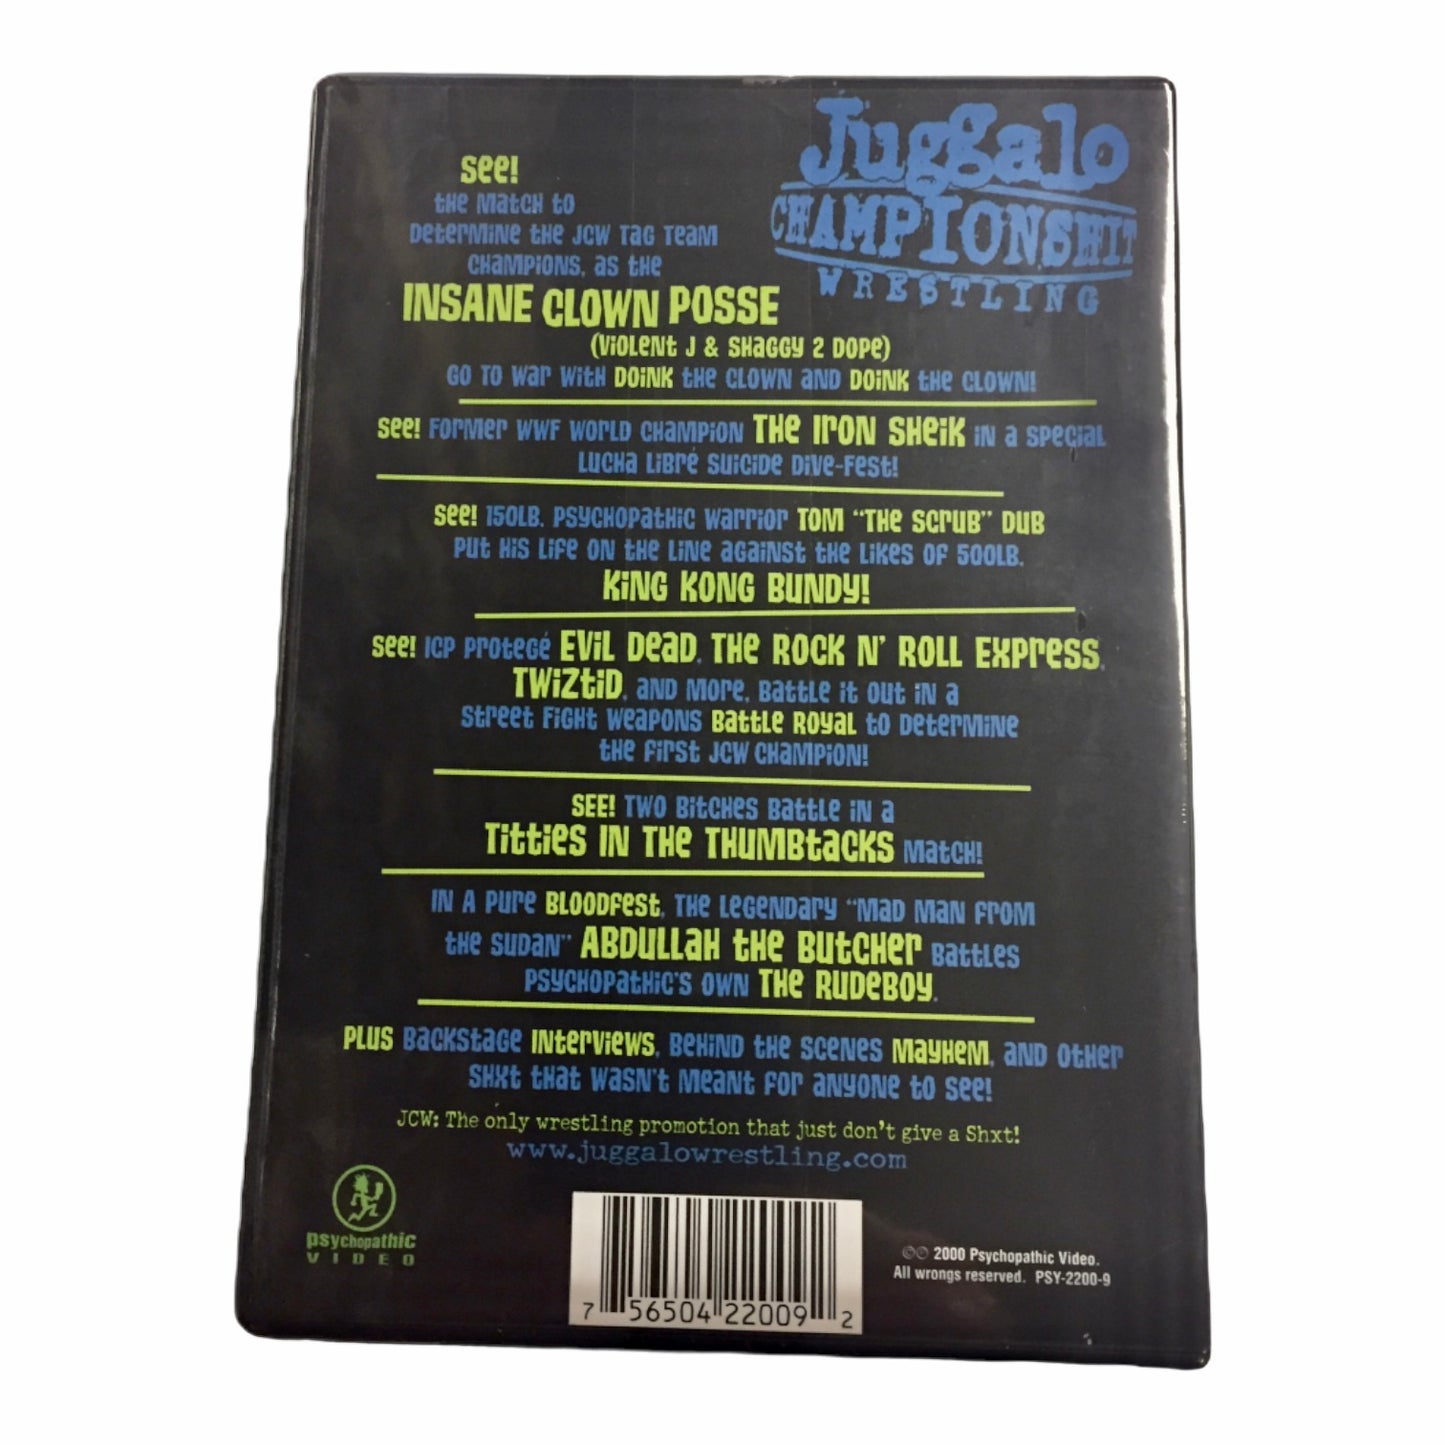 Juggalo
CHAMPIONSHIT
WRESTLING
See!
the Match to
Determine the JCW Tag Team
Champions, as the
INSANE CLOWN POSSE
(Violent J & Shaggy 2 Dope)
Go to war with Doink the Clown and Doink the Clown!
See! Former WWF World Champion The Iron Sheik in a special
Lucha Libré Suicide Dive-Fest!
See! 150lb. Psychopathic Warrior Tom "The Scrub" Dub
put his life on the line against the likes of 500lb.
King Kong Bundy!
See! ICP Protegé Evil Dead, The Rock N' Roll Express,
Twiztid, and more, battle it out in a
Street Fight Weapons Battle Royal to determine
the first JCW Champion!
See! Two Bitches Battle in a
Titties in the Thumbtacks Match!
In a pure Bloodfest, the legendary "Mad Man from
the Sudan" Abdullah the Butcher battles
Psychopathic's own The Rudeboy.
Plus backstage interviews, behind the scenes mayhem, and other
shxt that wasn't meant for anyone to see!
JCW: The only wrestling promotion that just don't give a Shxt!
www.juggalowrestling.com
psychopathic
VIDEO
7 56504 22009 2
©℗ 2000 Psychopathic Video.
All wrongs reserved. PSY-2200-9